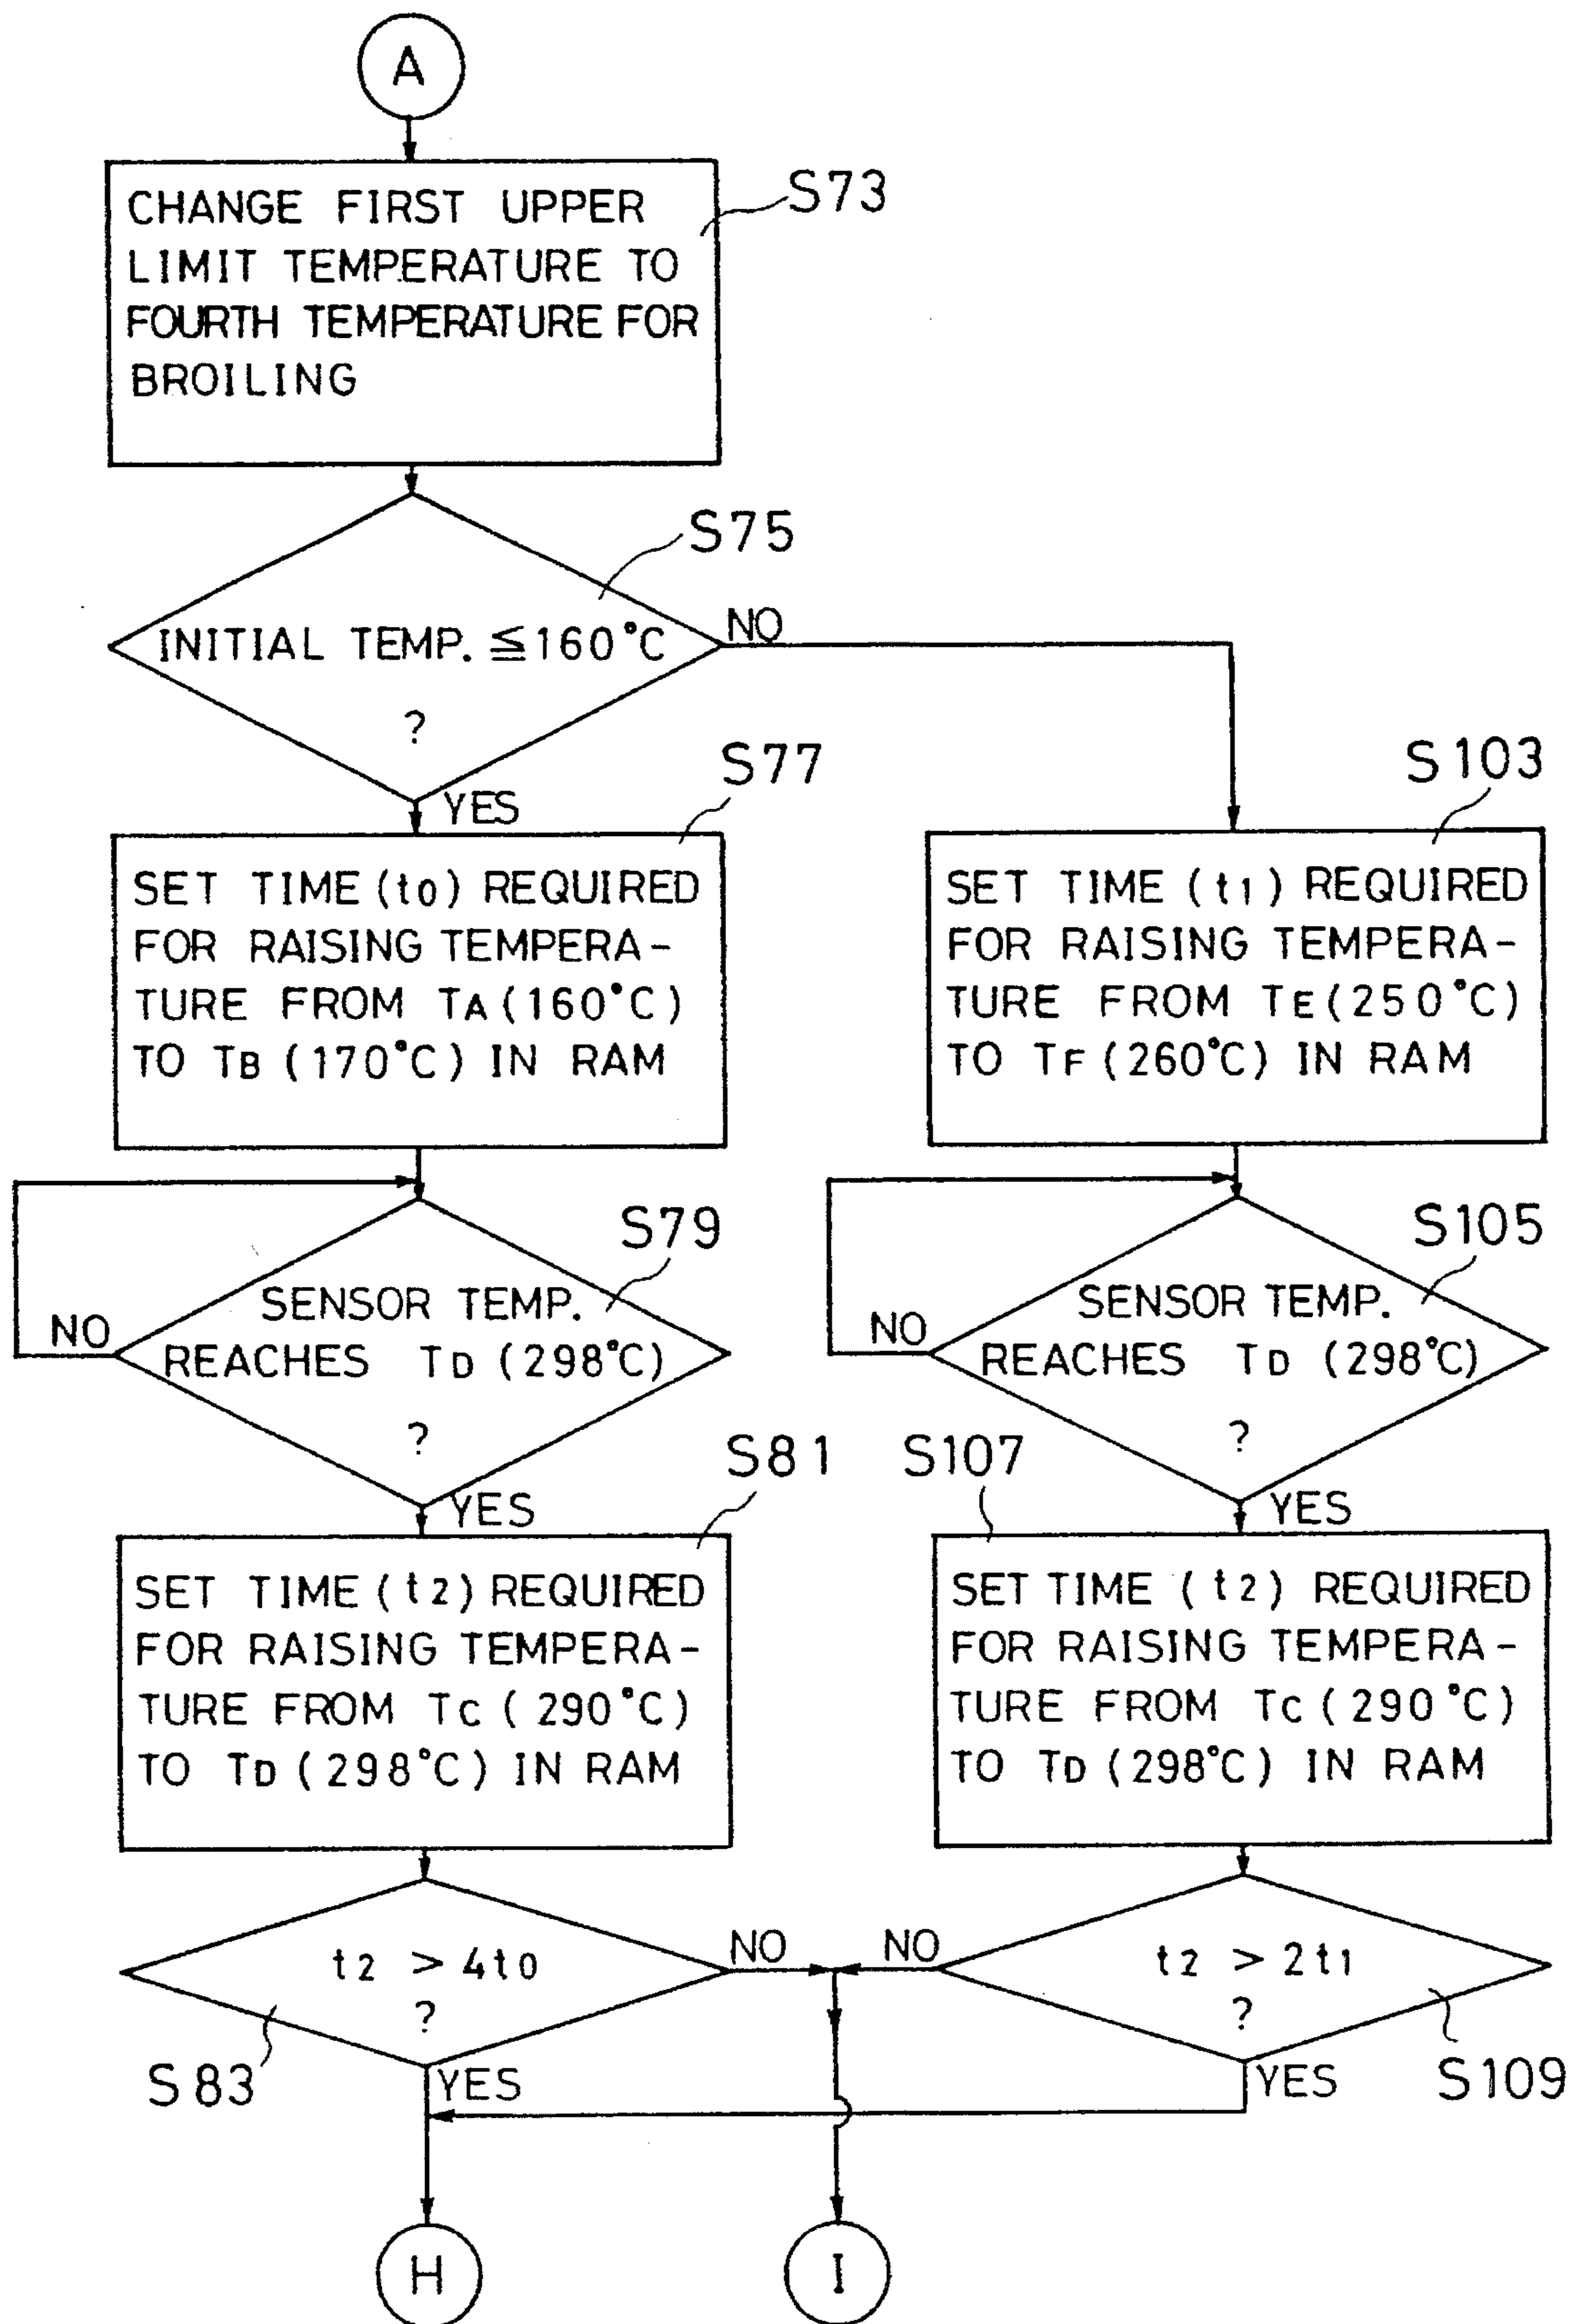 A
CHANGE FIRST UPPER
LIMIT TEMPERATURE TO
FOURTH TEMPERATURE FOR
BROILING
S73
S75
INITIAL TEMP. ≦160°C
?
NO
YES
S77
SET TIME (t0) REQUIRED
FOR RAISING TEMPERA-
TURE FROM TA (160°C)
TO TB (170°C) IN RAM
S103
SET TIME (t1) REQUIRED
FOR RAISING TEMPERA-
TURE FROM TE (250°C)
TO TF (260°C) IN RAM
S79
SENSOR TEMP.
REACHES TD (298°C)
?
NO
YES
S105
SENSOR TEMP.
REACHES TD (298°C)
?
NO
YES
S81
SET TIME (t2) REQUIRED
FOR RAISING TEMPERA-
TURE FROM TC (290°C)
TO TD (298°C) IN RAM
S107
SET TIME (t2) REQUIRED
FOR RAISING TEMPERA-
TURE FROM TC (290°C)
TO TD (298°C) IN RAM
t2 > 4t0
?
NO
S83
YES
NO
t2 > 2t1
?
YES
S109
H
I